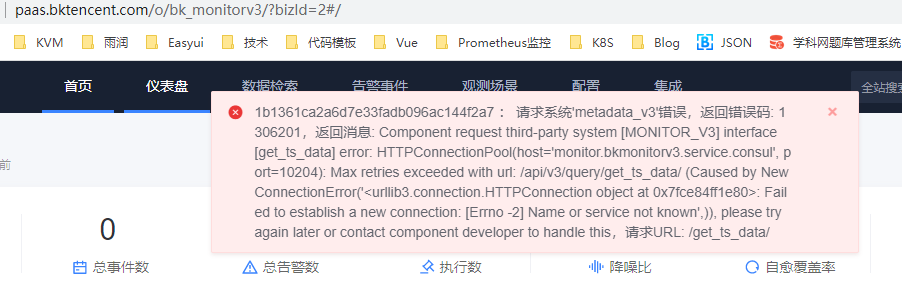 paas.bktencent.com/o/bk_monitorv3/?bizId=2#/
KVM 雨润 Easyui 技术 代码模板 Vue Prometheus监控 K8S Blog JSON 学科网题库管理系统
首页 仪表盘 数据检索 告警事件 观测场景 配置 集成 全站搜索
1b1361ca2a6d7e33fadb096ac144f2a7 ： 请求系统'metadata_v3'错误，返回错误码: 1
306201，返回消息: Component request third-party system [MONITOR_V3] interface
[get_ts_data] error: HTTPConnectionPool(host='monitor.bkmonitorv3.service.consul', p
ort=10204): Max retries exceeded with url: /api/v3/query/get_ts_data/ (Caused by New
ConnectionError('<urllib3.connection.HTTPConnection object at 0x7fce84ff1e80>: Fail
ed to establish a new connection: [Errno -2] Name or service not known',)), please try
again later or contact component developer to handle this，请求URL: /get_ts_data/
前
0
总事件数 总告警数 执行数 降噪比 自愈覆盖率